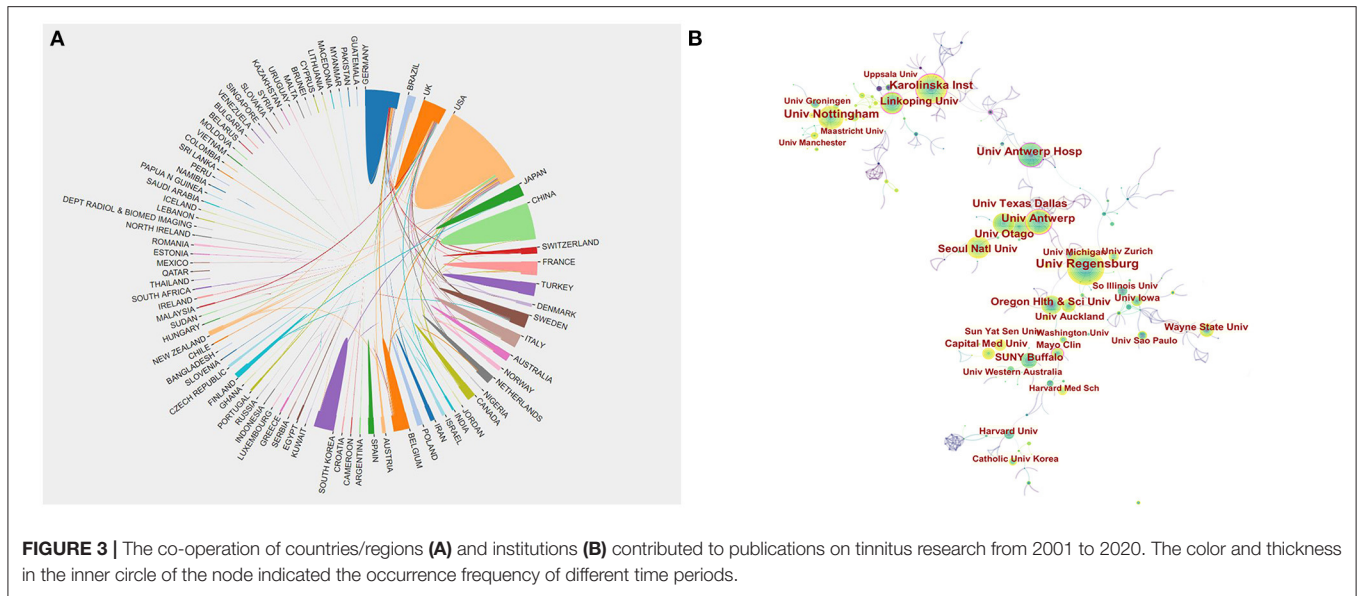 A
GERMANY
BRAZIL
UK
USA
JAPAN
CHINA
SWITZERLAND
FRANCE
TURKEY
DENMARK
SWEDEN
ITALY
AUSTRALIA
NORWAY
NETHERLANDS
NIGERIA
CANADA
JORDAN
INDIA
ISRAEL
IRAN
POLAND
BELGIUM
AUSTRIA
SPAIN
ARGENTINA
CAMEROON
CROATIA
SOUTH KOREA
KUWAIT
EGYPT
SERBIA
GREECE
LUXEMBOURG
INDONESIA
RUSSIA
PORTUGAL
GHANA
FINLAND
CZECH REPUBLIC
SLOVENIA
BANGLADESH
CHILE
NEW ZEALAND
HUNGARY
SUDAN
MALAYSIA
IRELAND
SOUTH AFRICA
THAILAND
QATAR
MEXICO
ESTONIA
ROMANIA
NORTH IRELAND
DEPT RADIOL & BIOMED IMAGING
LEBANON
ICELAND
SAUDI ARABIA
PAPUA N GUINEA
NAMIBIA
PERU
SRI LANKA
COLOMBIA
VIETNAM
MOLDOVA
BELARUS
BULGARIA
VENEZUELA
SINGAPORE
SLOVAKIA
SYRIA
KAZAKHSTAN
URUGUAY
MALTA
BRUNEI
CYPRUS
LITHUANIA
MACEDONIA
MYANMAR
PAKISTAN
GUATEMALA
B
Uppsala Univ
Karolinska Inst
Univ Groningen
Linkoping Univ
Univ Nottingham
Maastricht Univ
Univ Manchester
Univ Antwerp Hosp
Univ Texas Dallas
Univ Antwerp
Univ Otago
Seoul Natl Univ
Univ Michigan
Univ Zurich
Univ Regensburg
So Illinois Univ
Oregon Hlth & Sci Univ
Univ Iowa
Univ Auckland
Sun Yat Sen Univ
Washington Univ
Wayne State Univ
Capital Med Univ
Mayo Clin
Univ Sao Paulo
SUNY Buffalo
Univ Western Australia
Harvard Med Sch
Harvard Univ
Catholic Univ Korea
FIGURE 3 | The co-operation of countries/regions (A) and institutions (B) contributed to publications on tinnitus research from 2001 to 2020. The color and thickness
in the inner circle of the node indicated the occurrence frequency of different time periods.